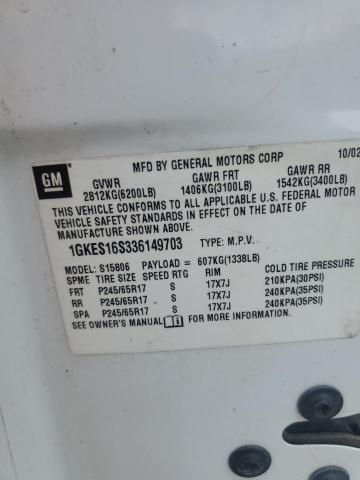 10/02
GM
MFD BY GENERAL MOTORS CORP
GVWR GAWR FRT GAWR RR
2812KG(6200LB) 1406KG(3100LB) 1542KG(3400LB)
THIS VEHICLE CONFORMS TO ALL APPLICABLE U.S. FEDERAL MOTOR
VEHICLE SAFETY STANDARDS IN EFFECT ON THE DATE OF
1GKES16S336149703 TYPE: M.P.V.
MODEL: S15806 PAYLOAD = 607KG(1338LB)
SPME TIRE SIZE SPEED RTG RIM COLD TIRE PRESSURE
FRT P245/65R17 S 17X7J 210KPA(30PSI)
RR P245/65R17 S 17X7J 240KPA(35PSI)
SPA P245/65R17 S 17X7J 240KPA(35PSI)
SEE OWNER'S MANUAL FOR MORE INFORMATION.